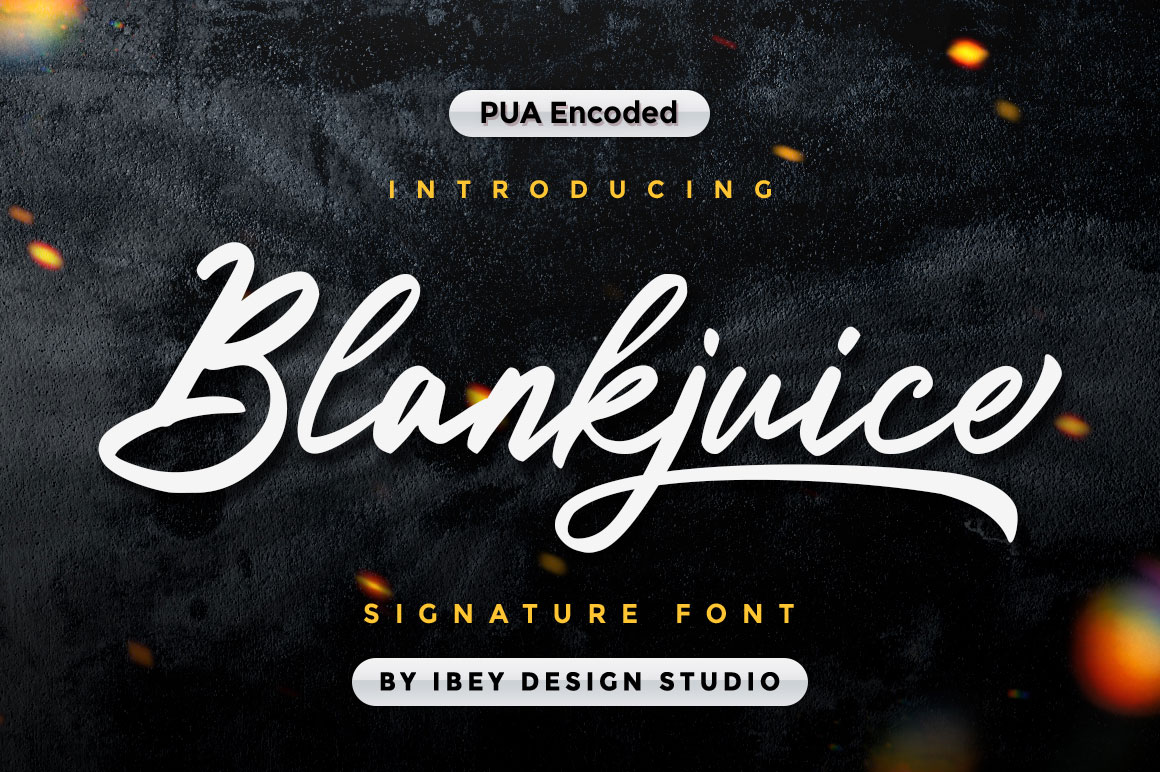 PUA Encoded
INTRODUCING
Blankjuice
SIGNATURE FONT
BY IBEY DESIGN STUDIO